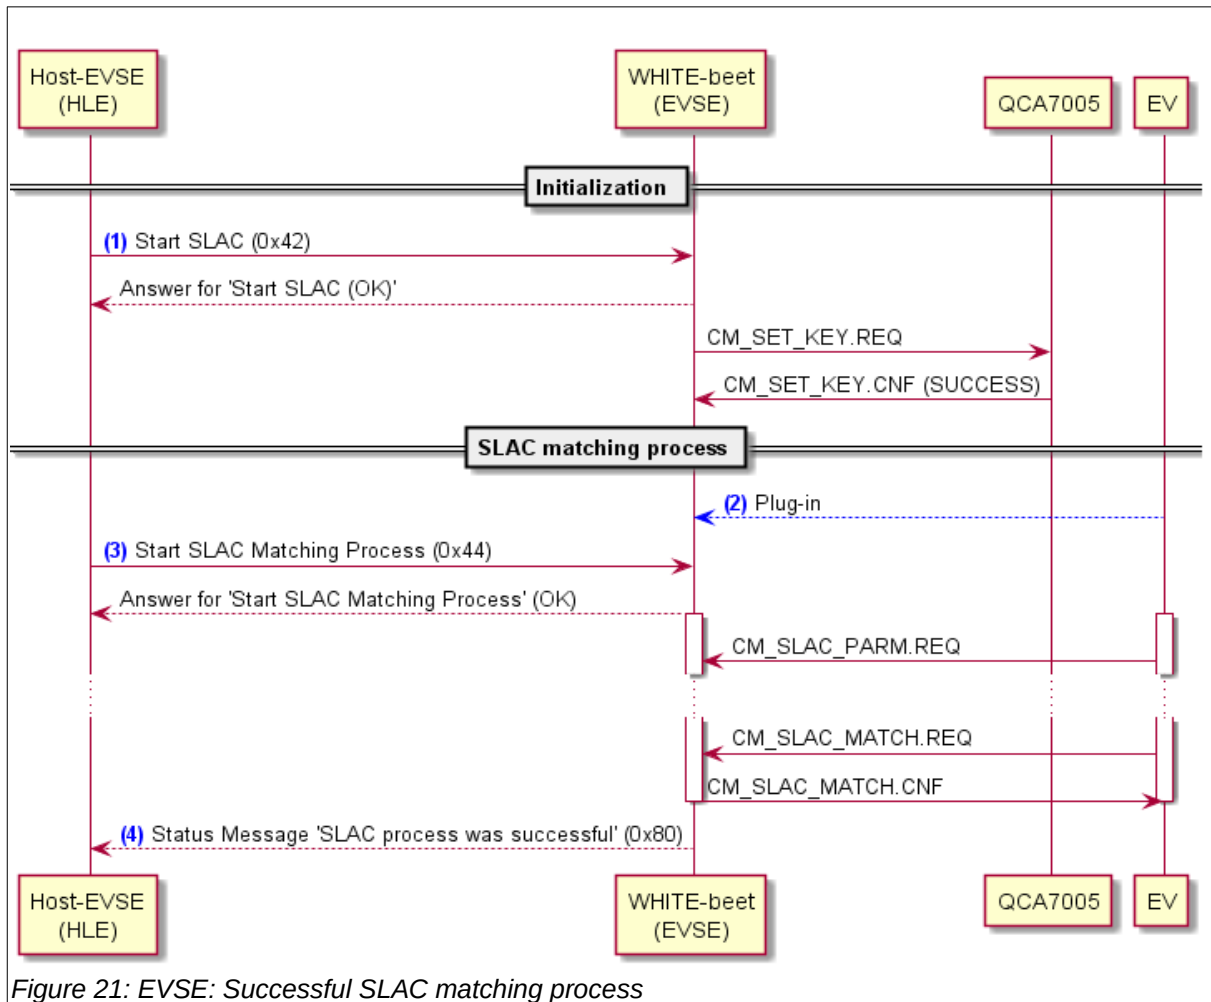 Host-EVSE
(HLE)
WHITE-beet
(EVSE)
QCA7005
EV
Initialization
(1) Start SLAC (0x42)
Answer for 'Start SLAC (OK)'
CM_SET_KEY.REQ
CM_SET_KEY.CNF (SUCCESS)
SLAC matching process
(2) Plug-in
(3) Start SLAC Matching Process (0x44)
Answer for 'Start SLAC Matching Process' (OK)
CM_SLAC_PARM.REQ
CM_SLAC_MATCH.REQ
CM_SLAC_MATCH.CNF
(4) Status Message 'SLAC process was successful' (0x80)
Host-EVSE
(HLE)
WHITE-beet
(EVSE)
QCA7005
EV
Figure 21: EVSE: Successful SLAC matching process